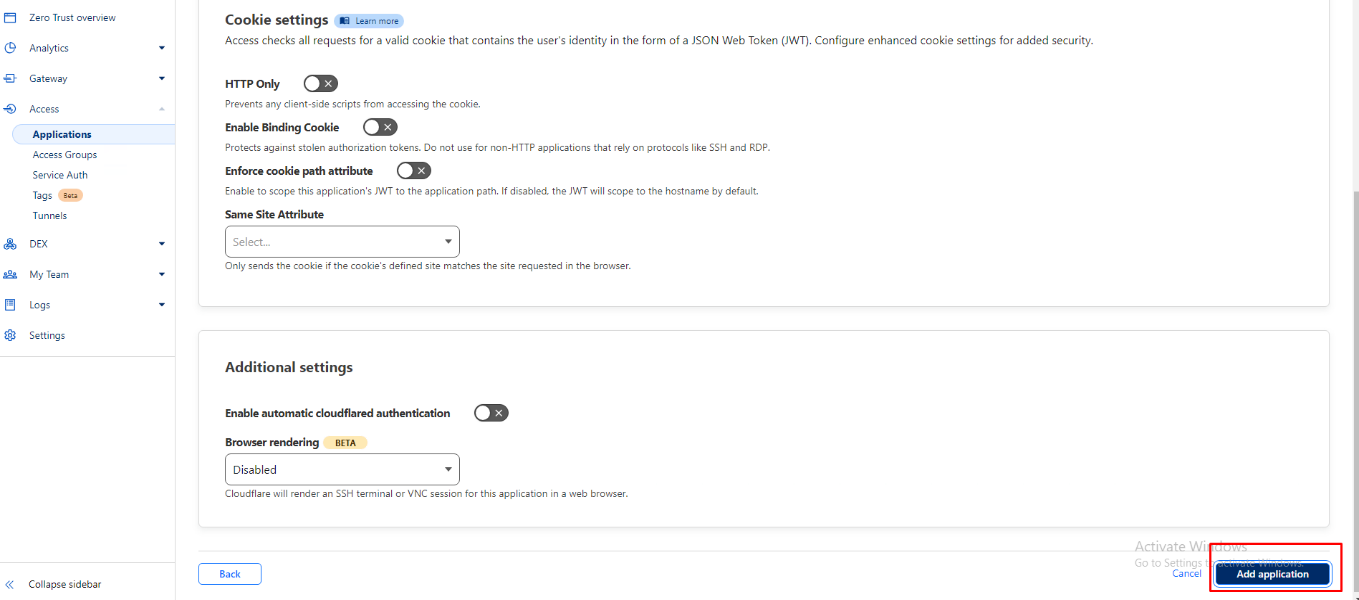 Zero Trust overview
Analytics
Gateway
Access
Applications
Access Groups
Service Auth
Tags Beta
Tunnels
DEX
My Team
Logs
Settings
Collapse sidebar
Cookie settings Learn more
Access checks all requests for a valid cookie that contains the user's identity in the form of a JSON Web Token (JWT). Configure enhanced cookie settings for added security.
HTTP Only
Prevents any client-side scripts from accessing the cookie.
Enable Binding Cookie
Protects against stolen authorization tokens. Do not use for non-HTTP applications that rely on protocols like SSH and RDP.
Enforce cookie path attribute
Enable to scope this application's JWT to the application path. If disabled, the JWT will scope to the hostname by default.
Same Site Attribute
Select...
Only sends the cookie if the cookie's defined site matches the site requested in the browser.
Additional settings
Enable automatic cloudflared authentication
Browser rendering BETA
Disabled
Cloudflare will render an SSH terminal or VNC session for this application in a web browser.
Activate Windows
Go to Settings to activate Windows.
Back
Cancel
Add application